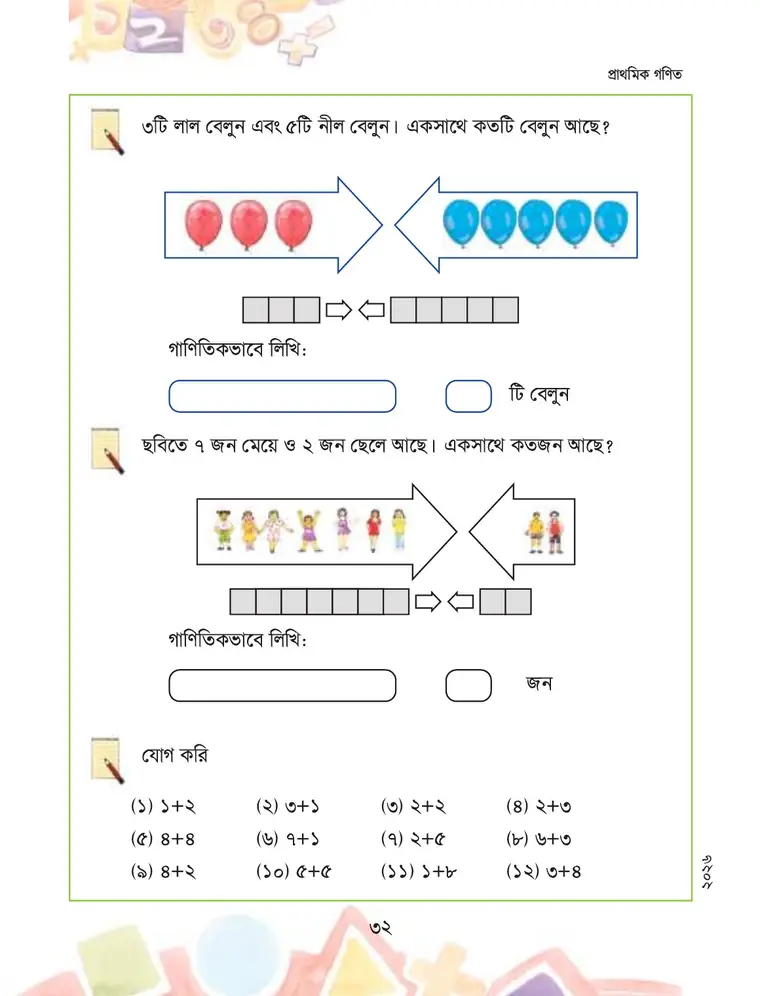 প্রাথমিক গণিত
৩টি লাল বেলুন এবং ৫টি নীল বেলুন। একসাথে কতটি বেলুন আছে?
গাণিতিকভাবে লিখি:
টি বেলুন
ছবিতে ৭ জন মেয়ে ও ২ জন ছেলে আছে। একসাথে কতজন আছে?
গাণিতিকভাবে লিখি:
জন
যোগ করি
(১) ১+২ (২) ৩+১ (৩) ২+২ (৪) ২+৩
(৫) ৪+৪ (৬) ৭+১ (৭) ২+৫ (৮) ৬+৩
(৯) ৪+২ (১০) ৫+৫ (১১) ১+৮ (১২) ৩+৪
২০২৬
৩২